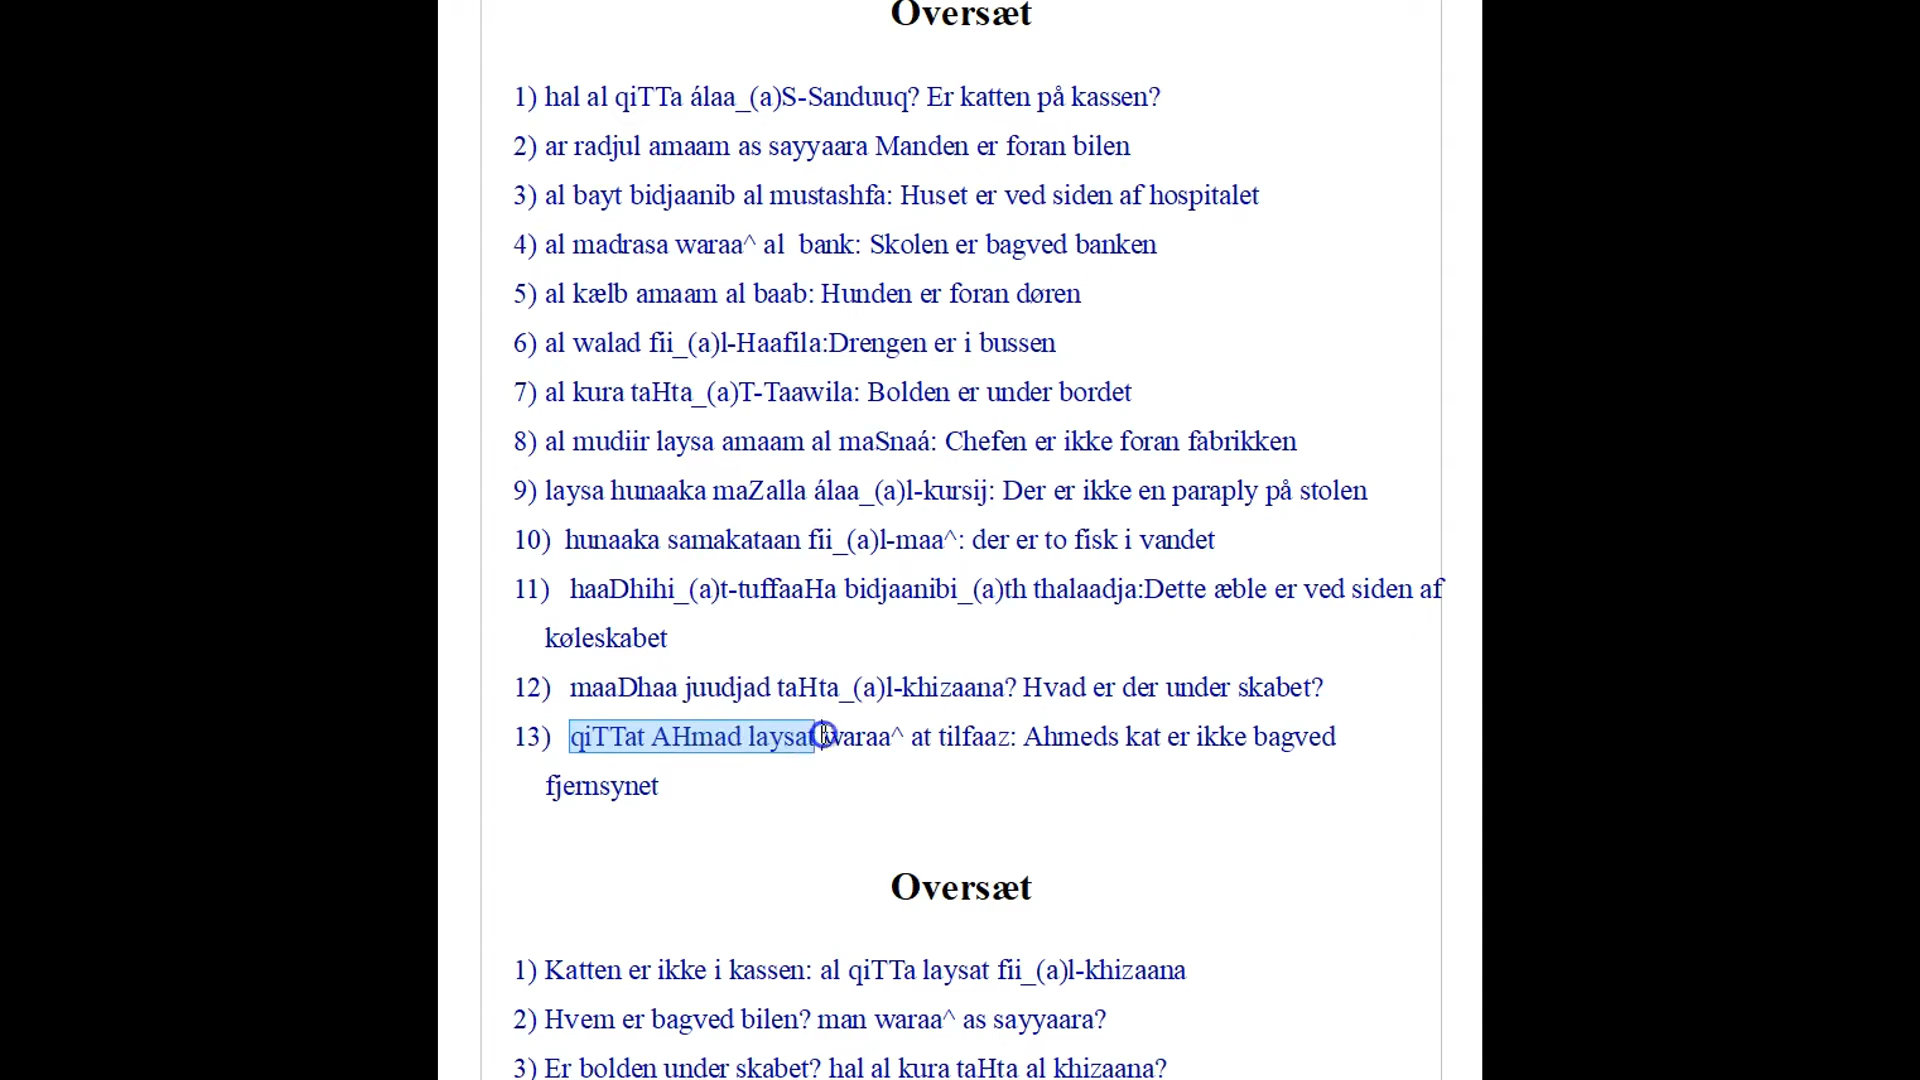 Oversæt
1) hal al qiTTa álaa_(a)S-Sanduuq? Er katten på kassen?
2) ar radjul amaam as sayyaara Manden er foran bilen
3) al bayt bidjaanib al mustashfa: Huset er ved siden af hospitalet
4) al madrasa waraa^ al  bank: Skolen er bagved banken
5) al kælb amaam al baab: Hunden er foran døren
6) al walad fii_(a)l-Haafila:Drengen er i bussen
7) al kura taHta_(a)T-Taawila: Bolden er under bordet
8) al mudiir laysa amaam al maSnaá: Chefen er ikke foran fabrikken
9) laysa hunaaka maZalla álaa_(a)l-kursij: Der er ikke en paraply på stolen
10) hunaaka samakataan fii_(a)l-maa^: der er to fisk i vandet
11) haaDhihi_(a)t-tuffaaHa bidjaanibi_(a)th thalaadja:Dette æble er ved siden af
køleskabet
12) maaDhaa juudjad taHta_(a)l-khizaana? Hvad er der under skabet?
13) qiTTat AHmad laysat waraa^ at tilfaaz: Ahmeds kat er ikke bagved
fjernsynet
Oversæt
1) Katten er ikke i kassen: al qiTTa laysat fii_(a)l-khizaana
2) Hvem er bagved bilen? man waraa^ as sayyaara?
3) Er bolden under skabet? hal al kura taHta al khizaana?